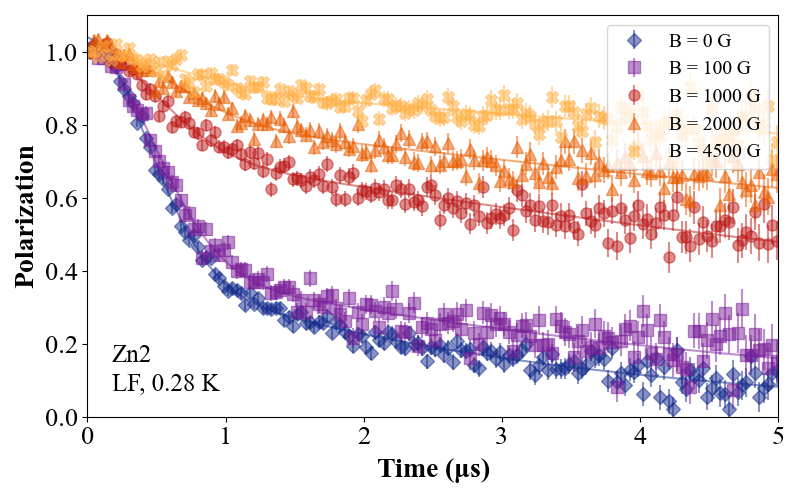 1.0
0.8
0.6
0.4
0.2
0.0
0
1
2
3
4
5
Polarization
Time (μs)
B = 0 G
B = 100 G
B = 1000 G
B = 2000 G
B = 4500 G
Zn2
LF, 0.28 K